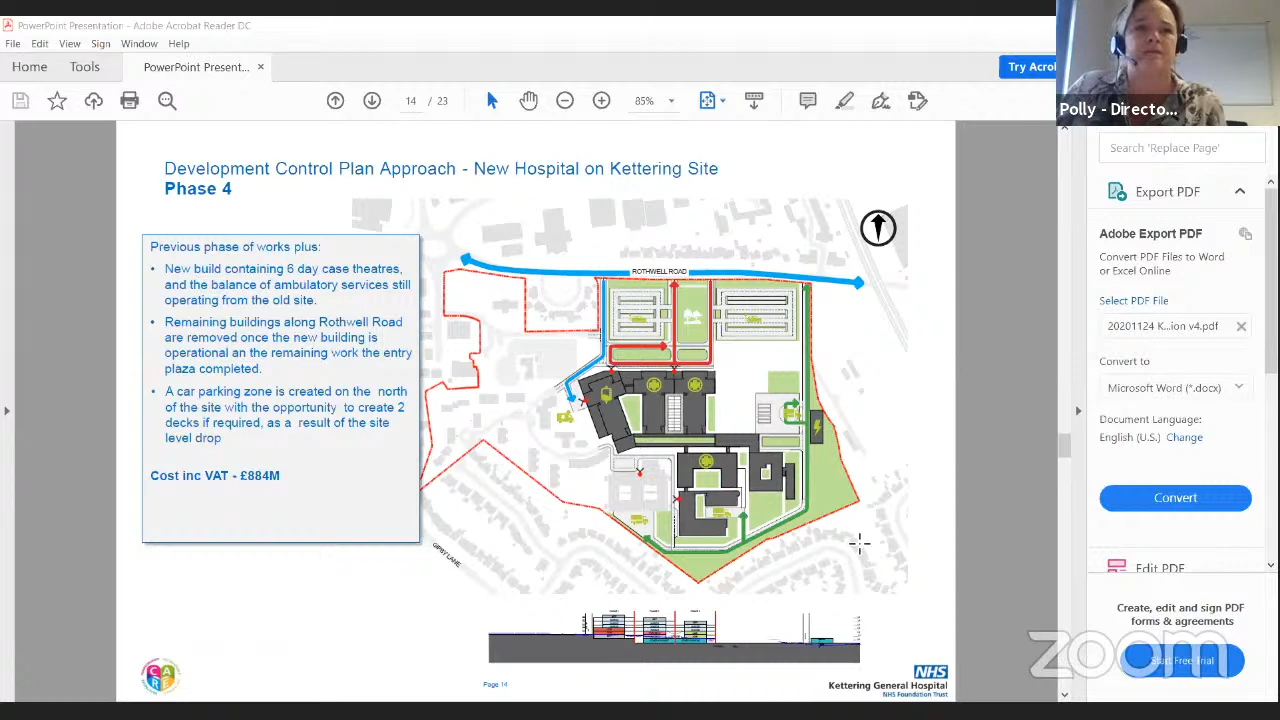 PowerPoint Presentation - Adobe Acrobat Reader DC
File Edit View Sign Window Help
Home Tools PowerPoint Present... ×
Try Acrob
14 / 23
85%
Polly - Directo...
Search 'Replace Page'
Export PDF
Adobe Export PDF
Convert PDF Files to Word
or Excel Online
Select PDF File
20201124 K...ion v4.pdf
Convert to
Microsoft Word (*.docx)
Document Language:
English (U.S.) Change
Convert
Edit PDF
Create, edit and sign PDF
forms & agreements
Start Free Trial
zoom
Development Control Plan Approach - New Hospital on Kettering Site
Phase 4
Previous phase of works plus:
• New build containing 6 day case theatres,
and the balance of ambulatory services still
operating from the old site.
• Remaining buildings along Rothwell Road
are removed once the new building is
operational an the remaining work the entry
plaza completed.
• A car parking zone is created on the north
of the site with the opportunity to create 2
decks if required, as a result of the site
level drop
Cost inc VAT - £884M
ROTHWELL ROAD
GIPSY LANE
CARE
Page 14
NHS
Kettering General Hospital
NHS Foundation Trust